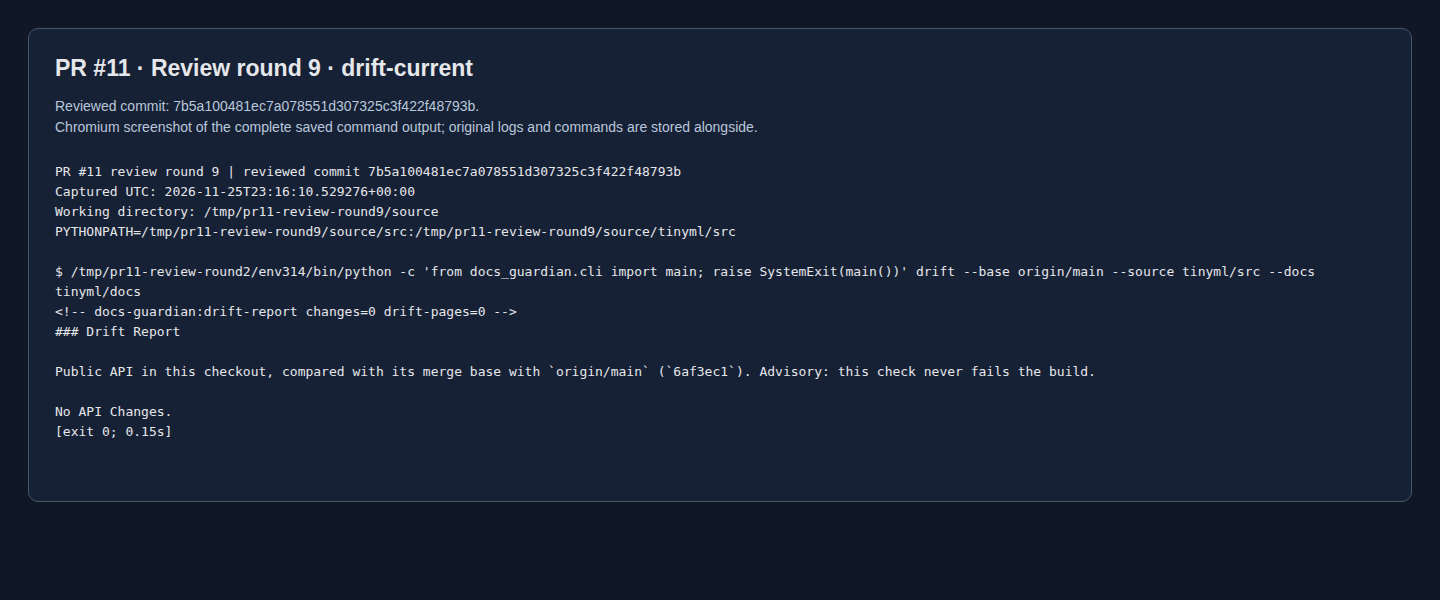 PR #11 · Review round 9 · drift-current
Reviewed commit: 7b5a100481ec7a078551d307325c3f422f48793b.
Chromium screenshot of the complete saved command output; original logs and commands are stored alongside.
PR #11 review round 9 | reviewed commit 7b5a100481ec7a078551d307325c3f422f48793b
Captured UTC: 2026-11-25T23:16:10.529276+00:00
Working directory: /tmp/pr11-review-round9/source
PYTHONPATH=/tmp/pr11-review-round9/source/src:/tmp/pr11-review-round9/source/tinyml/src
$ /tmp/pr11-review-round2/env314/bin/python -c 'from docs_guardian.cli import main; raise SystemExit(main())' drift --base origin/main --source tinyml/src --docs
tinyml/docs
<!-- docs-guardian:drift-report changes=0 drift-pages=0 -->
### Drift Report
Public API in this checkout, compared with its merge base with `origin/main` (`6af3ec1`). Advisory: this check never fails the build.
No API Changes.
[exit 0; 0.15s]